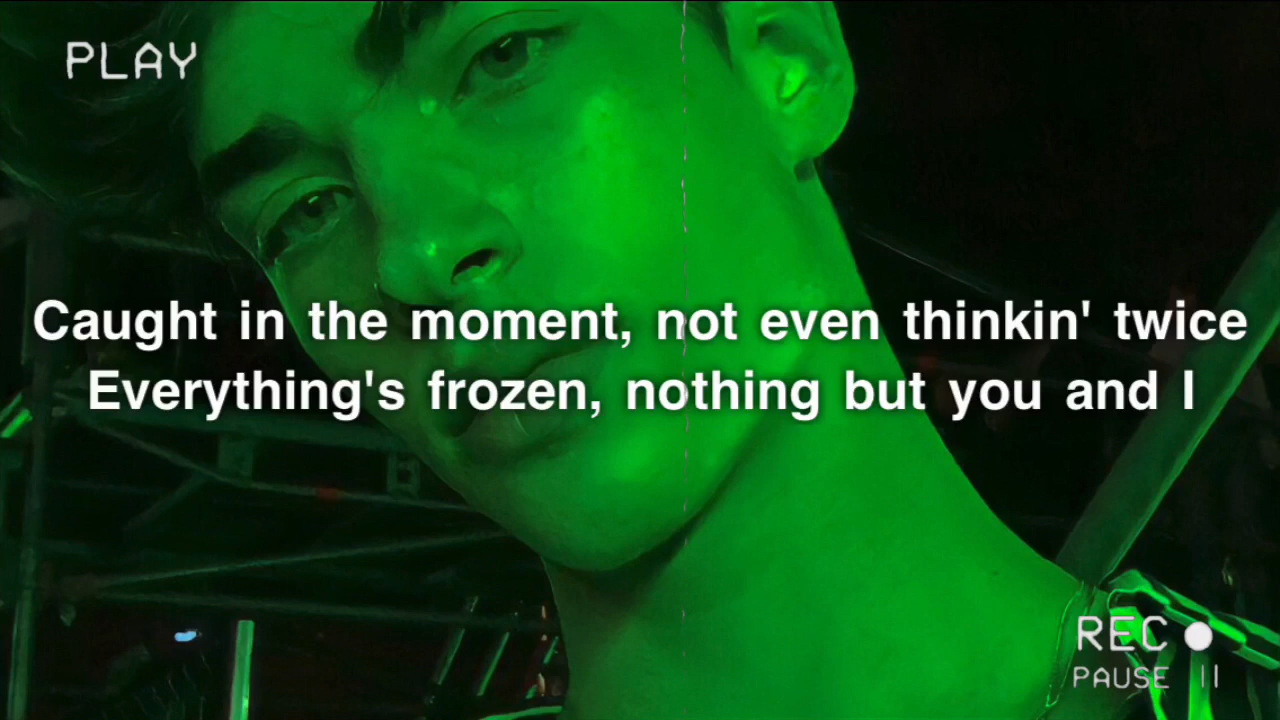 PLAY
Caught in the moment, not even thinkin' twice
Everything's frozen, nothing but you and I
REC
PAUSE